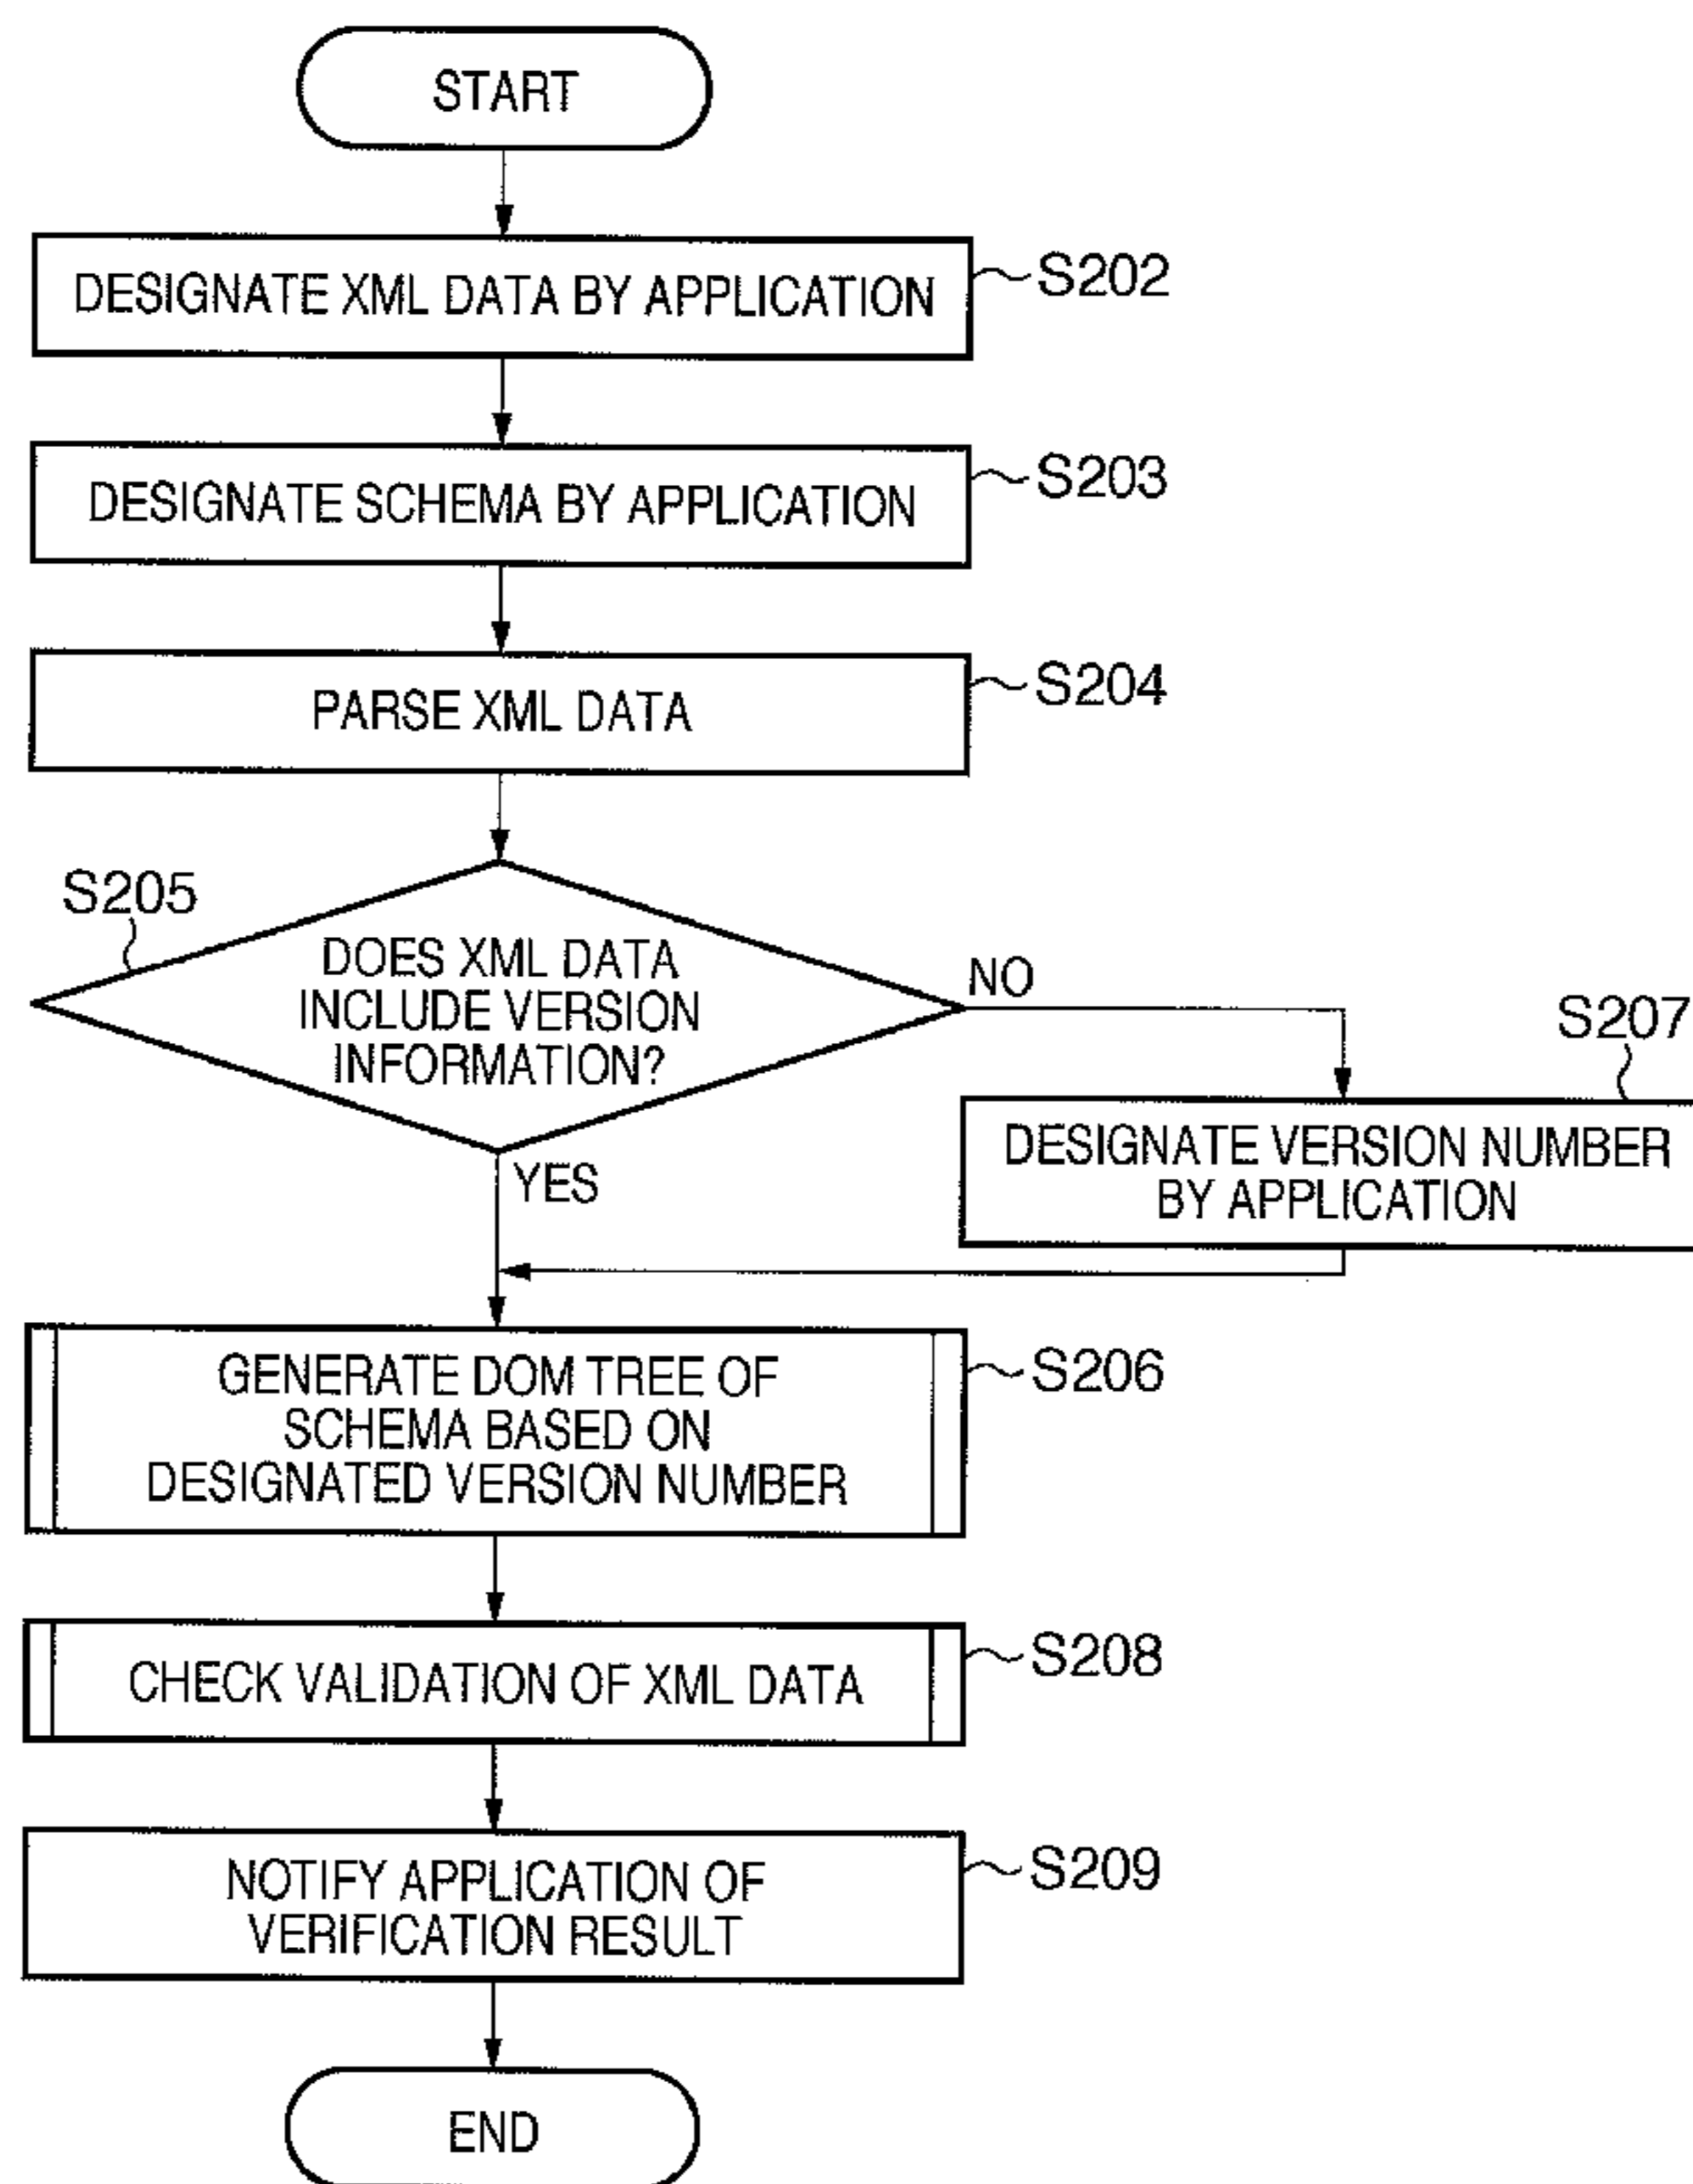 START
DESIGNATE XML DATA BY APPLICATION
S202
DESIGNATE SCHEMA BY APPLICATION
S203
PARSE XML DATA
S204
S205
DOES XML DATA
INCLUDE VERSION
INFORMATION?
NO
YES
S207
DESIGNATE VERSION NUMBER
BY APPLICATION
GENERATE DOM TREE OF
SCHEMA BASED ON
DESIGNATED VERSION NUMBER
S206
CHECK VALIDATION OF XML DATA
S208
NOTIFY APPLICATION OF
VERIFICATION RESULT
S209
END